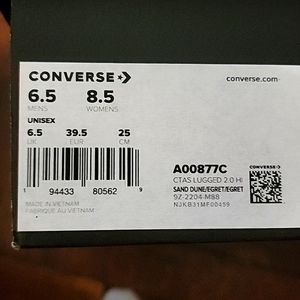 CONVERSE
converse.com
6.5 8.5
MENS WOMENS
UNISEX
6.5 39.5 25
UK EUR CM
1 94433 80562 9
MADE IN VIETNAM
FABRIQUE AU VIETNAM
A00877C
CTAS LUGGED 2.0 HI
SAND DUNE/EGRET/EGRET
9Z-2204-M88
NJKB31MF00459
CONVERSE